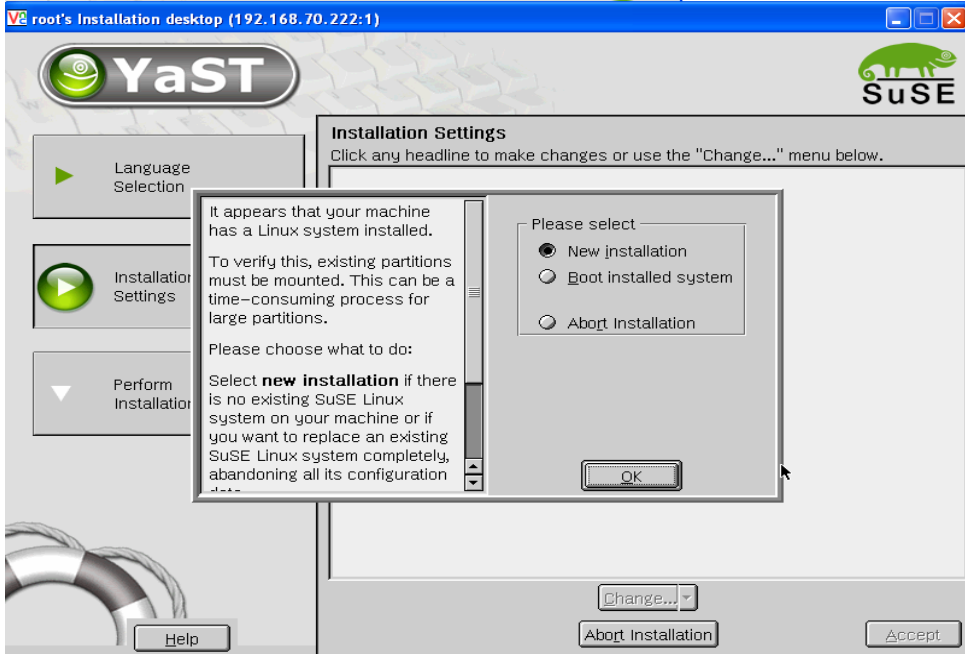 root's Installation desktop (192.168.70.222:1)
YaST
SuSE
Language
Selection
Installation
Settings
Perform
Installation
Installation Settings
Click any headline to make changes or use the "Change..." menu below.
It appears that your machine
has a Linux system installed.
To verify this, existing partitions
must be mounted. This can be a
time-consuming process for
large partitions.
Please choose what to do:
Select new installation if there
is no existing SuSE Linux
system on your machine or if
you want to replace an existing
SuSE Linux system completely,
abandoning all its configuration
Please select
New installation
Boot installed system
Abort Installation
OK
Change...
Help
Abort Installation
Accept